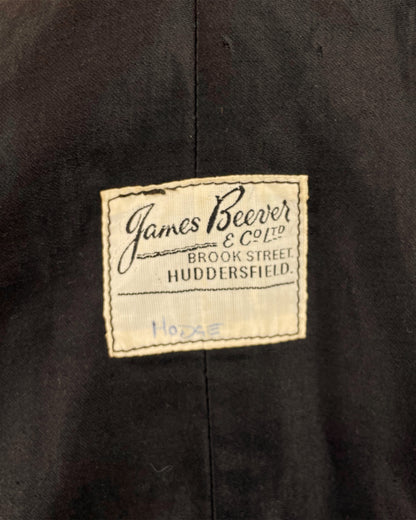 James Beever
& Co LTD
BROOK STREET.
HUDDERSFIELD.
HODGE